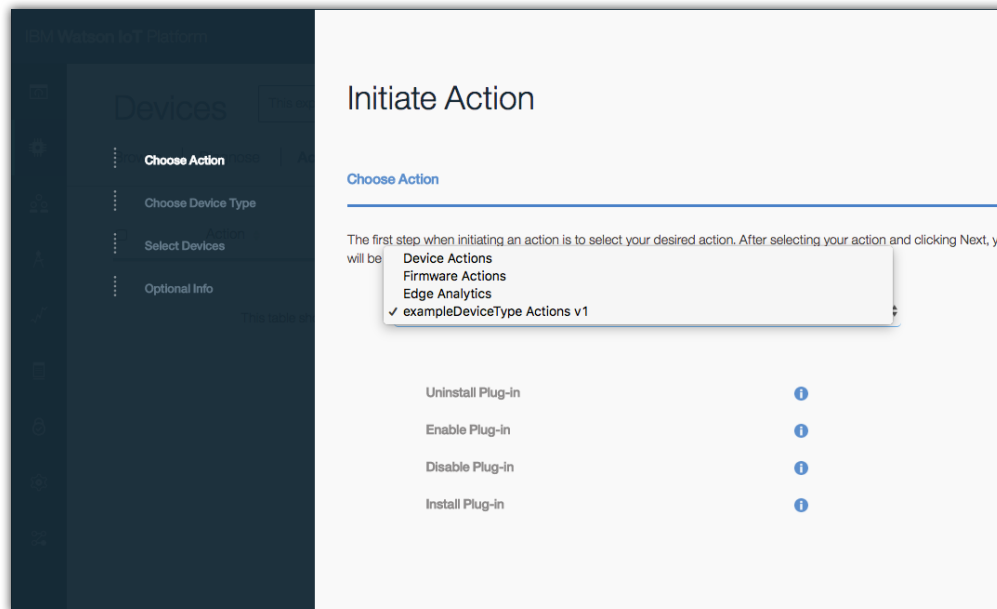 IBM Watson IoT Platform
Devices
Initiate Action
Choose Action
Choose Device Type
Action
Select Devices
Optional Info
This table
Choose Action
The first step when initiating an action is to select your desired action. After selecting your action and clicking Next, y
will be
Device Actions
Firmware Actions
Edge Analytics
✓ exampleDeviceType Actions v1
Uninstall Plug-in
Enable Plug-in
Disable Plug-in
Install Plug-in